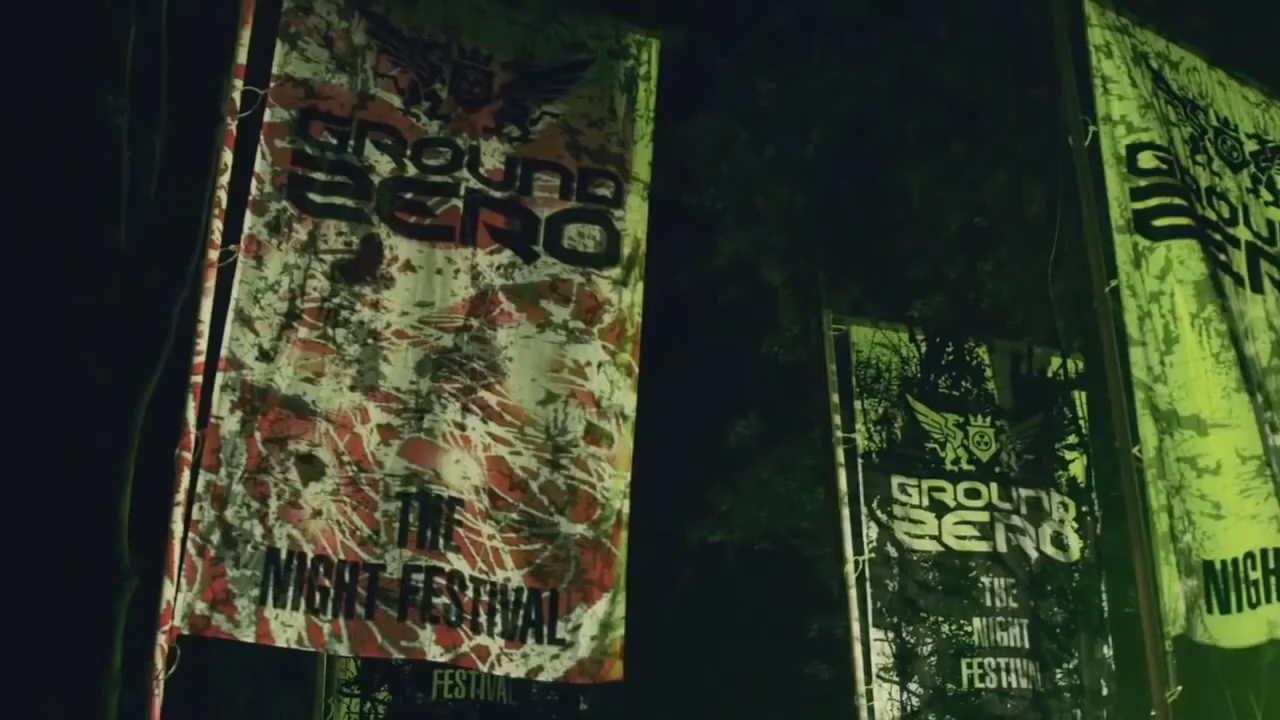 GROUND
ZERO
THE
NIGHT FESTIVAL
FESTIVAL
GROUND
ZERO
THE
NIGHT
FESTIVAL
GROUND
ZERO
NIGH